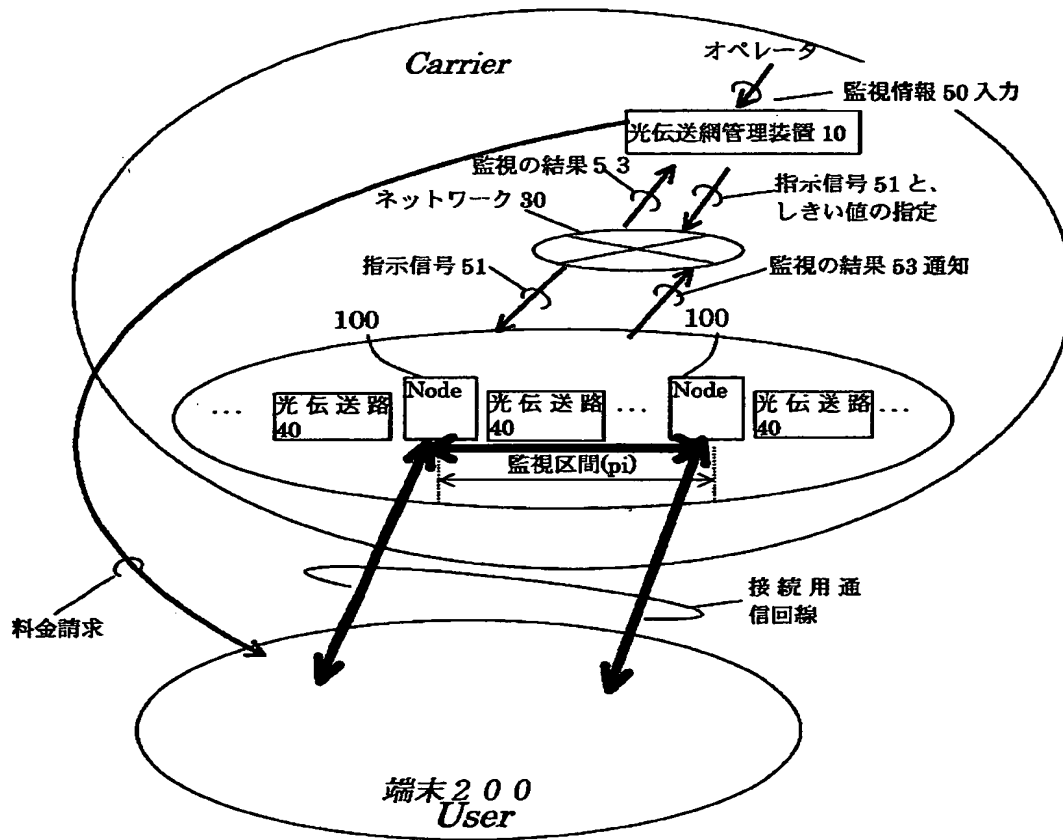 Carrier
オペレータ
監視情報 50 入力
光伝送網管理装置 10
監視の結果 5 3
ネットワーク 30
指示信号 51 と、
しきい値の指定
指示信号 51
監視の結果 53 通知
100
100
…
光 伝 送 路
40
Node
光 伝 送 路
40
…
Node
光 伝 送 路
40
…
監視区間(pi)
接 続 用 通
信回線
料金請求
端末２００
User